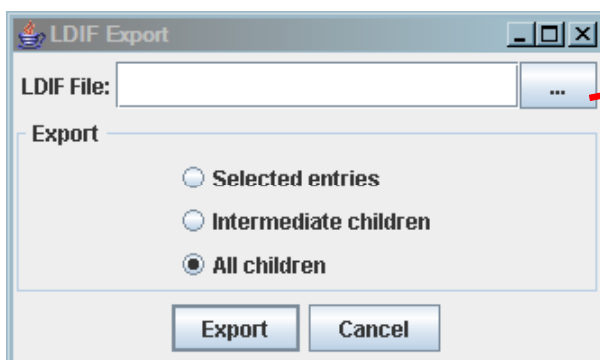 LDIF Export
LDIF File: ...
Export
Selected entries
Intermediate children
All children
Export Cancel